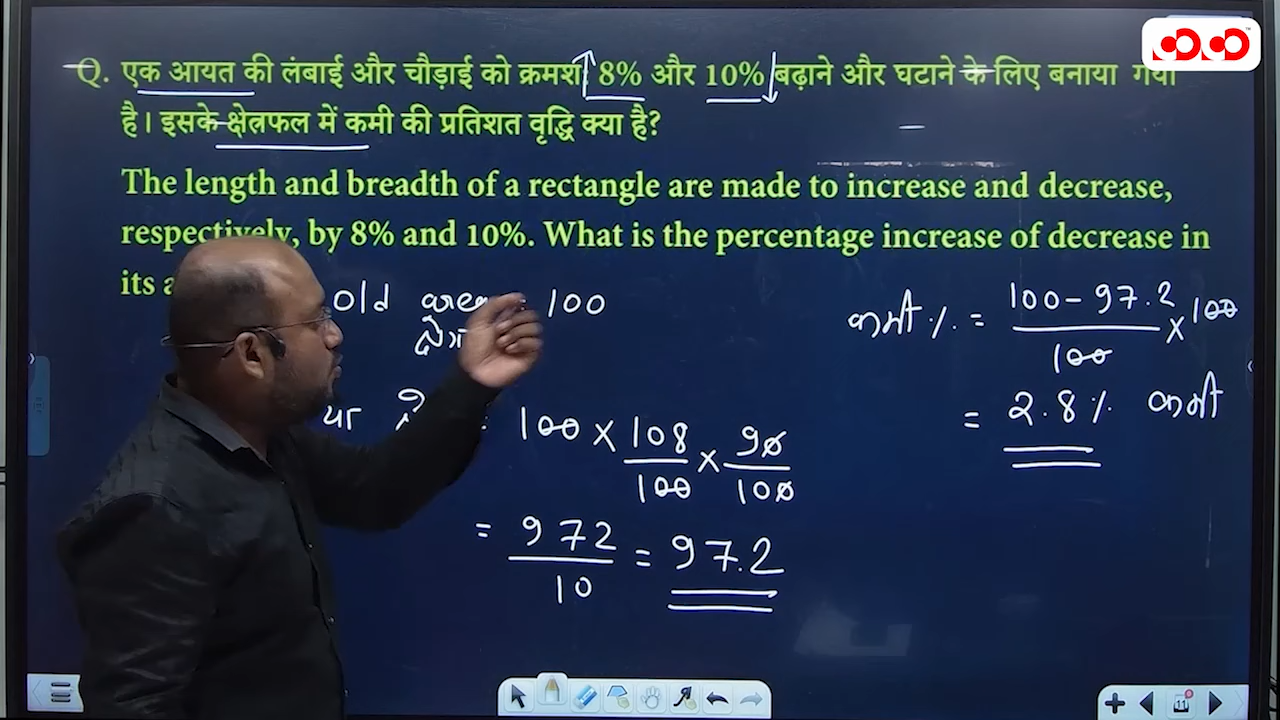 Q. एक आयत की लंबाई और चौड़ाई को क्रमश: 8% और 10% बढ़ाने और घटाने के लिए बनाया गया
है। इसके क्षेत्रफल में कमी की प्रतिशत वृद्धि क्या है?
The length and breadth of a rectangle are made to increase and decrease,
respectively, by 8% and 10%. What is the percentage increase of decrease in
its
old area 100
कमी % = 100 - 97.2 / 100 × 100
= 2.8% कमी
100 × 108/100 × 90/100
= 972/10 = 97.2
11